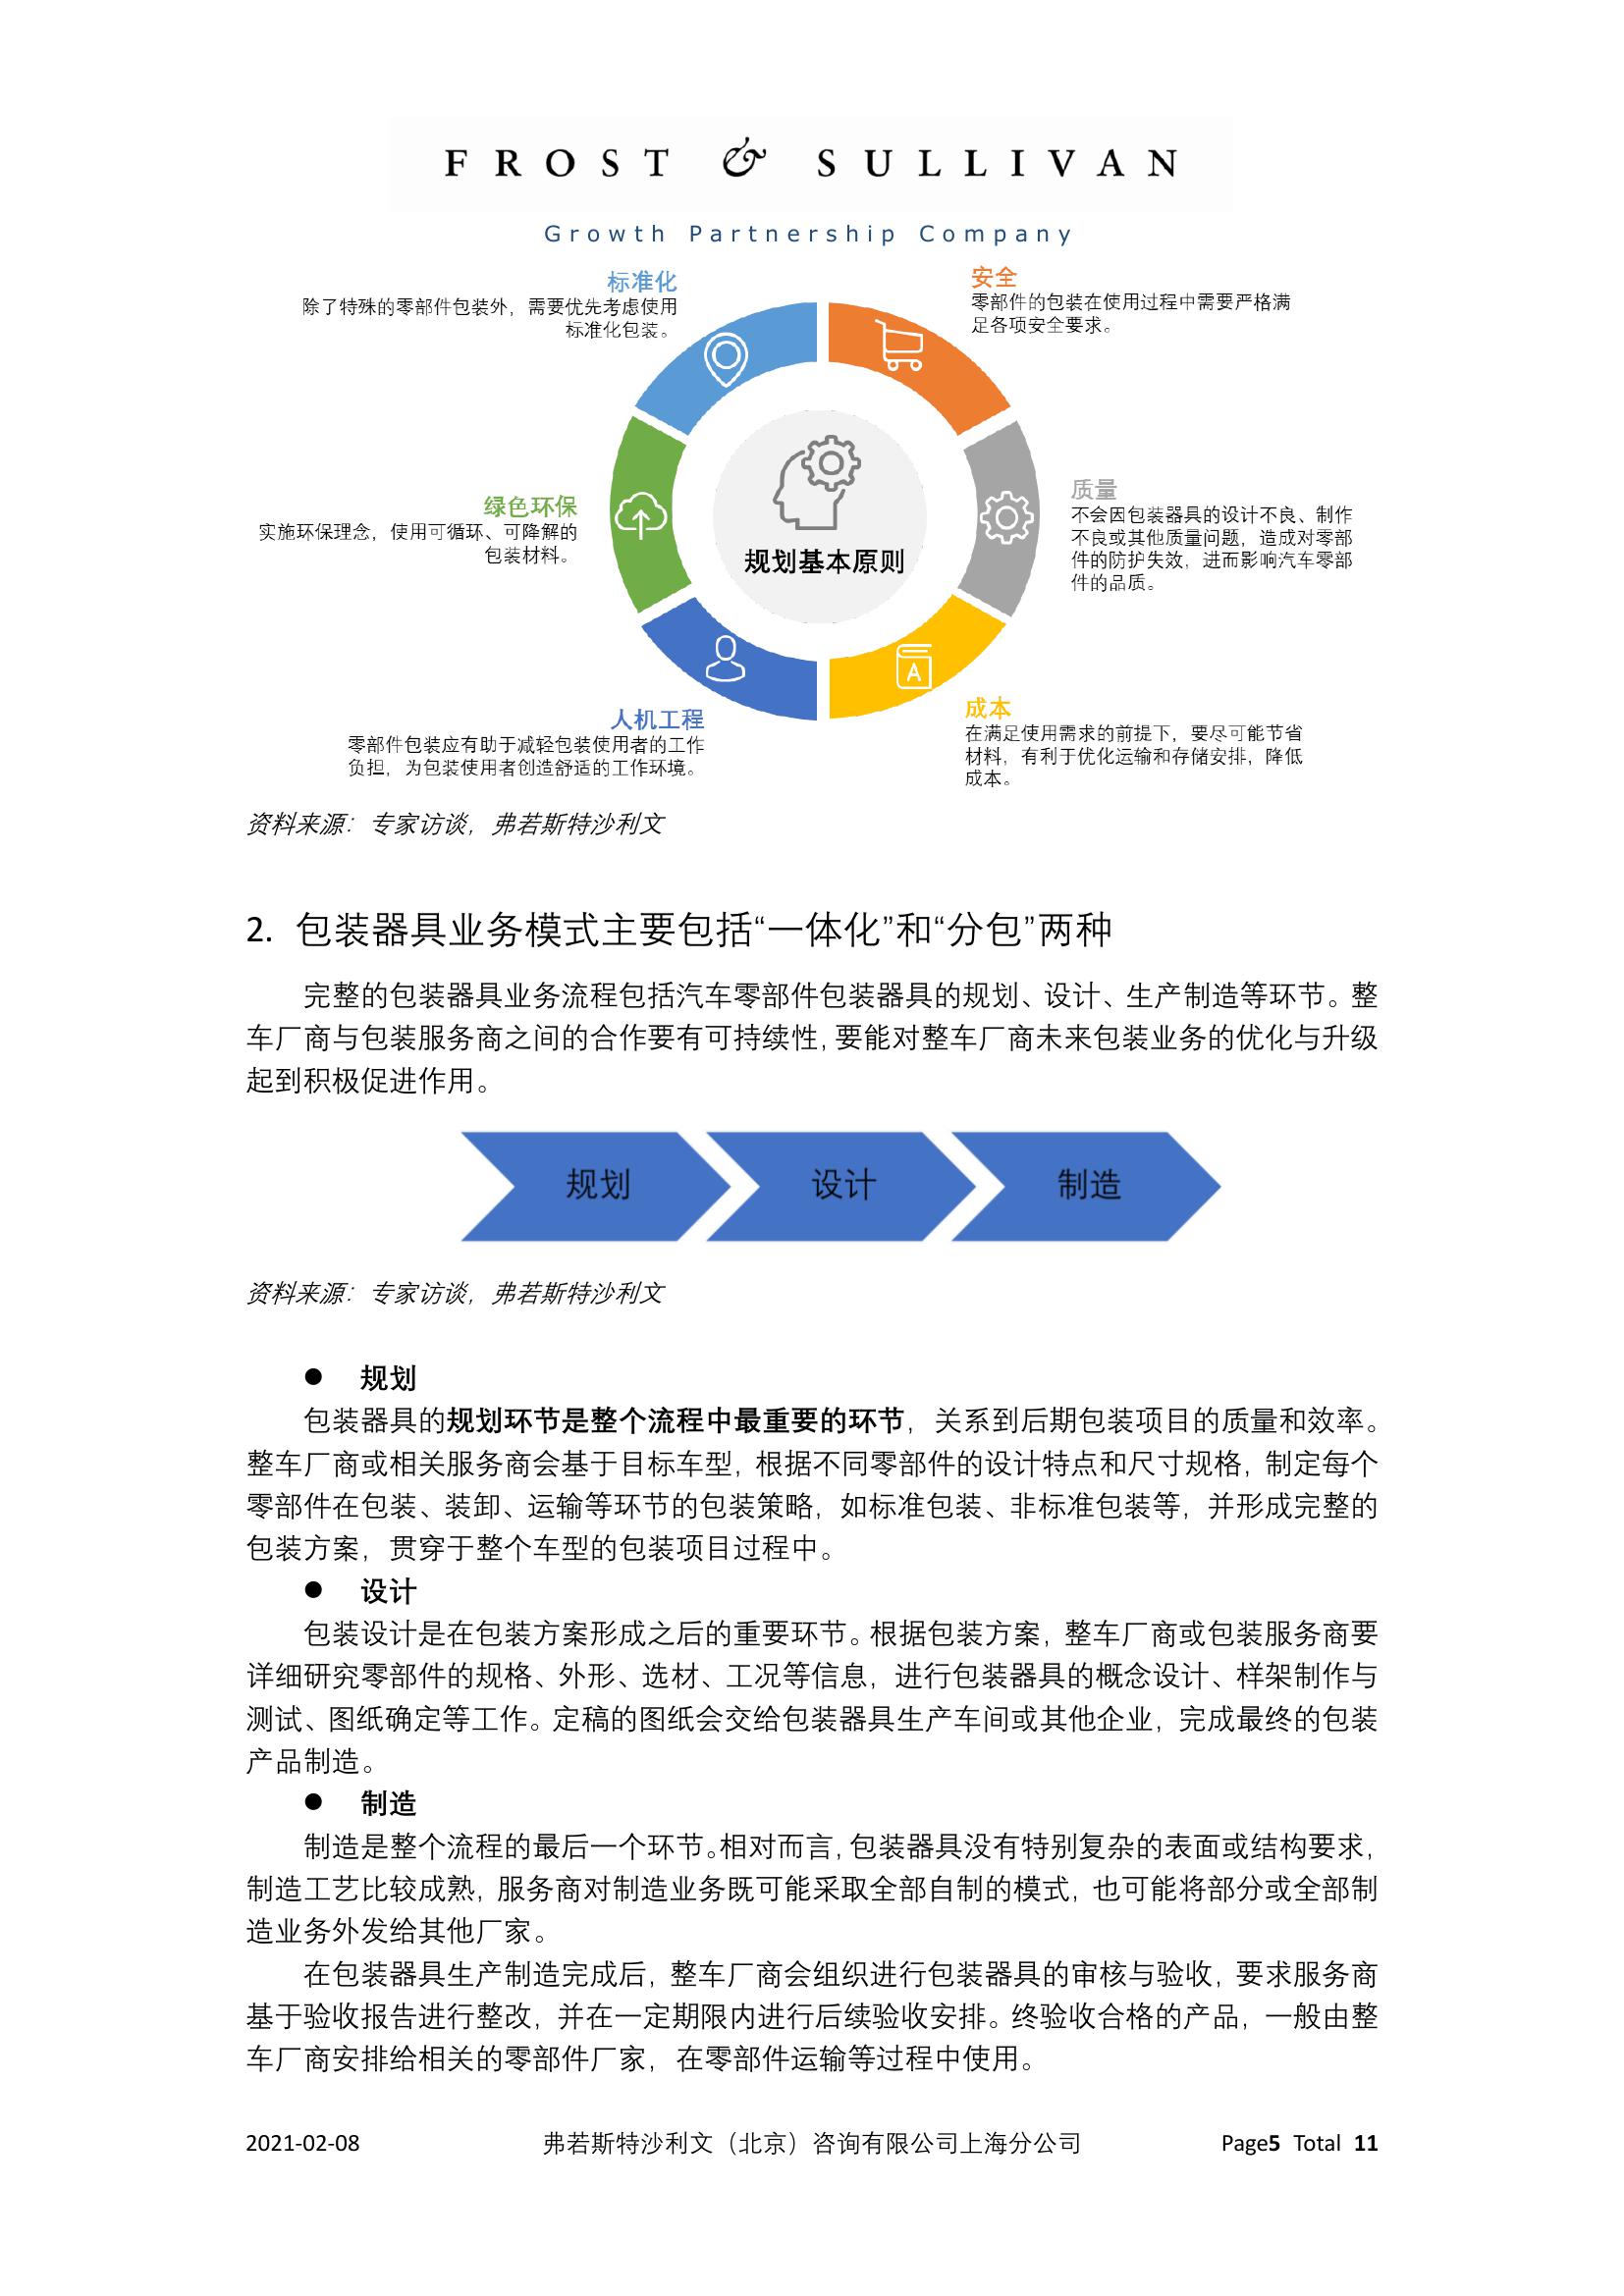 FROST & SULLIVAN
Growth Partnership Company
标准化
除了特殊的零部件包装外，需要优先考虑使用
标准化包装。
安全
零部件的包装在使用过程中需要严格满
足各项安全要求。
绿色环保
实施环保理念，使用可循环、可降解的
包装材料。
规划基本原则
质量
不会因包装器具的设计不良、制作
不良或其他质量问题，造成对零部
件的防护失效，进而影响汽车零部
件的品质。
A
人机工程
零部件包装应有助于减轻包装使用者的工作
负担，为包装使用者创造舒适的工作环境。
成本
在满足使用需求的前提下，要尽可能节省
材料，有利于优化运输和存储安排，降低
成本。
资料来源：专家访谈，弗若斯特沙利文
2. 包装器具业务模式主要包括“一体化”和“分包”两种
完整的包装器具业务流程包括汽车零部件包装器具的规划、设计、生产制造等环节。整
车厂商与包装服务商之间的合作要有可持续性，要能对整车厂商未来包装业务的优化与升级
起到积极促进作用。
规划
设计
制造
资料来源：专家访谈，弗若斯特沙利文
● 规划
包装器具的规划环节是整个流程中最重要的环节，关系到后期包装项目的质量和效率。
整车厂商或相关服务商会基于目标车型，根据不同零部件的设计特点和尺寸规格，制定每个
零部件在包装、装卸、运输等环节的包装策略，如标准包装、非标准包装等，并形成完整的
包装方案，贯穿于整个车型的包装项目过程中。
● 设计
包装设计是在包装方案形成之后的重要环节。根据包装方案，整车厂商或包装服务商要
详细研究零部件的规格、外形、选材、工况等信息，进行包装器具的概念设计、样架制作与
测试、图纸确定等工作。定稿的图纸会交给包装器具生产车间或其他企业，完成最终的包装
产品制造。
● 制造
制造是整个流程的最后一个环节。相对而言，包装器具没有特别复杂的表面或结构要求，
制造工艺比较成熟，服务商对制造业务既可能采取全部自制的模式，也可能将部分或全部制
造业务外发给其他厂家。
在包装器具生产制造完成后，整车厂商会组织进行包装器具的审核与验收，要求服务商
基于验收报告进行整改，并在一定期限内进行后续验收安排。终验收合格的产品，一般由整
车厂商安排给相关的零部件厂家，在零部件运输等过程中使用。
2021-02-08 弗若斯特沙利文（北京）咨询有限公司上海分公司 Page5 Total 11